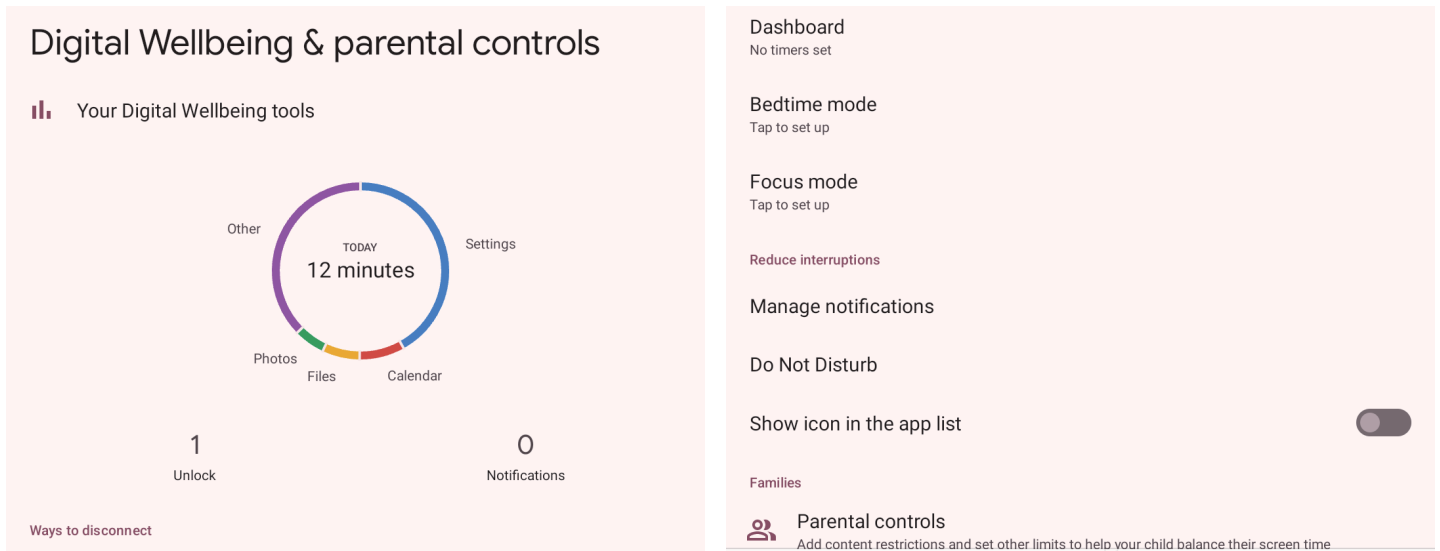 Digital Wellbeing & parental controls
Your Digital Wellbeing tools
Other
Settings
TODAY
12 minutes
Photos
Files
Calendar
1
Unlock
0
Notifications
Ways to disconnect
Dashboard
No timers set
Bedtime mode
Tap to set up
Focus mode
Tap to set up
Reduce interruptions
Manage notifications
Do Not Disturb
Show icon in the app list
Families
Parental controls
Add content restrictions and set other limits to help your child balance their screen time